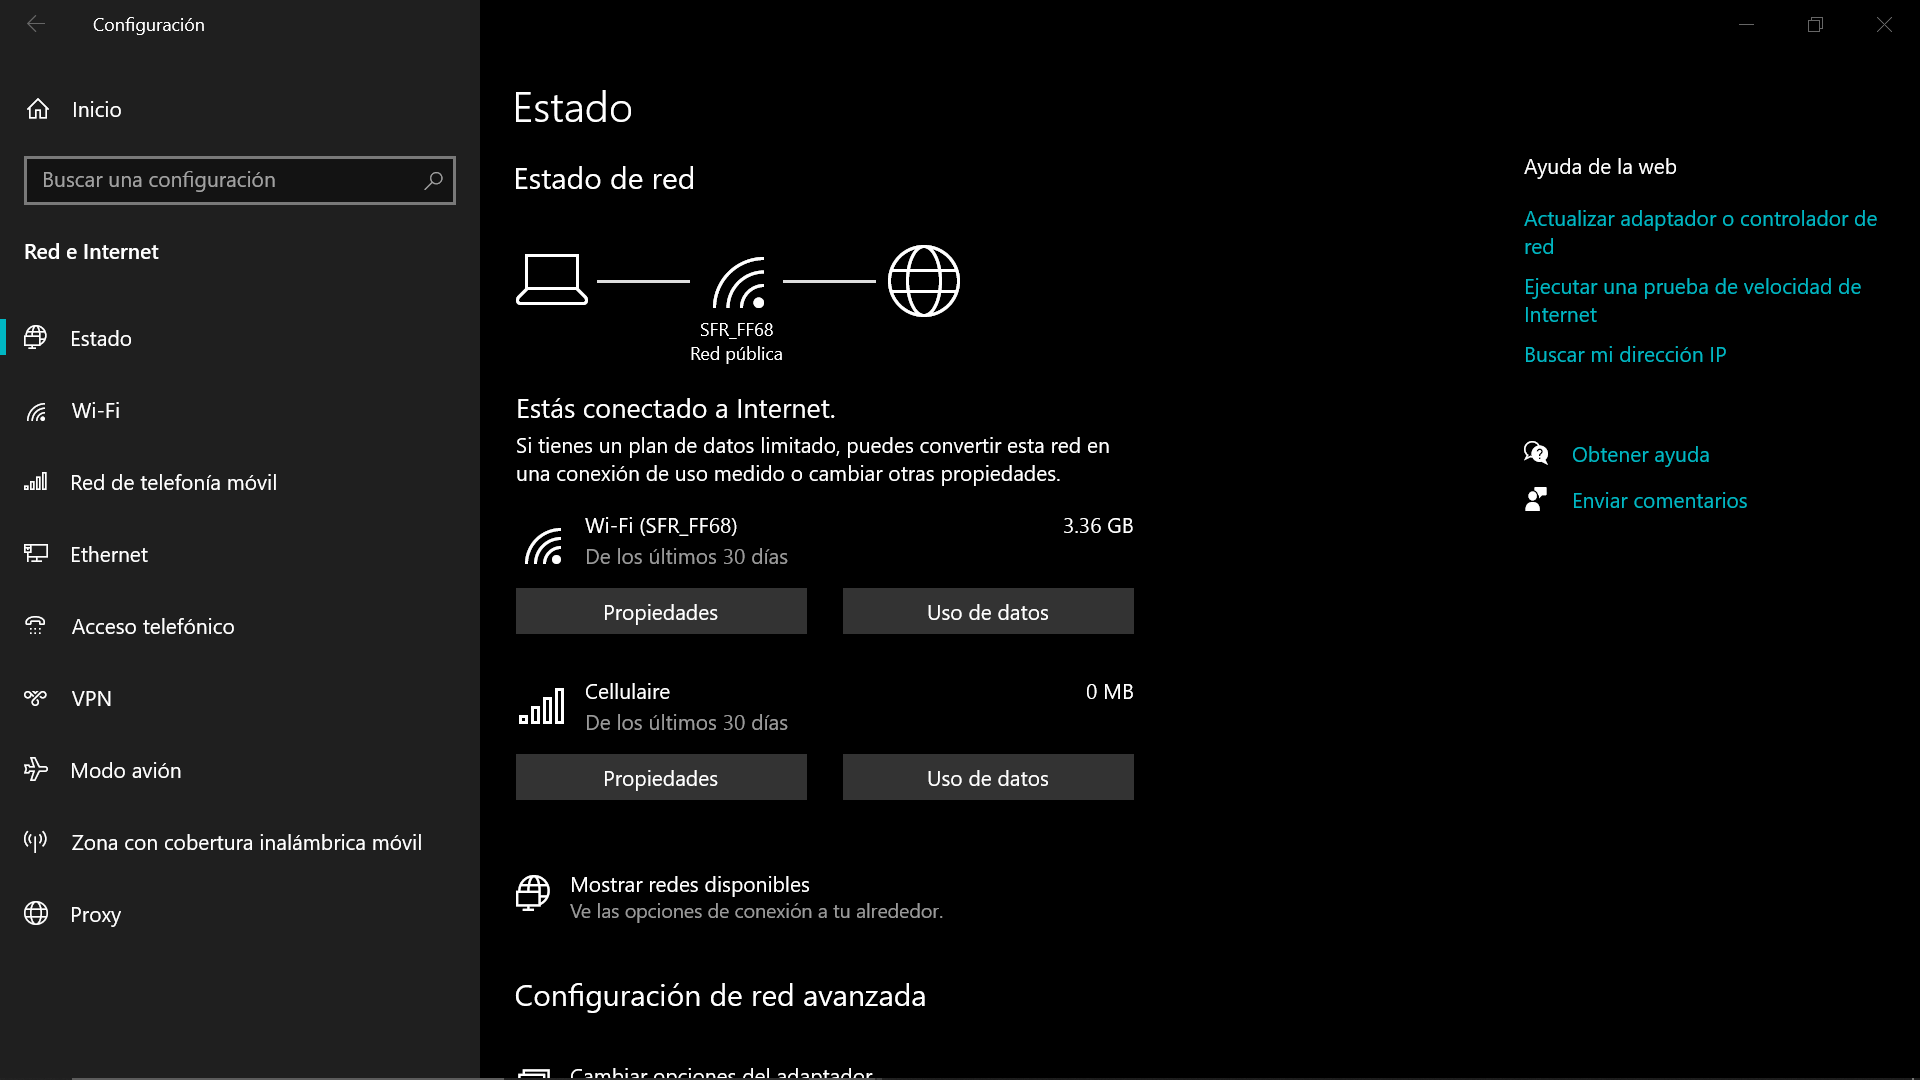 Configuración
Inicio
Buscar una configuración
Red e Internet
Estado
Wi-Fi
Red de telefonía móvil
Ethernet
Acceso telefónico
VPN
Modo avión
Zona con cobertura inalámbrica móvil
Proxy
Estado
Estado de red
SFR_FF68
Red pública
Estás conectado a Internet.
Si tienes un plan de datos limitado, puedes convertir esta red en
una conexión de uso medido o cambiar otras propiedades.
Wi-Fi (SFR_FF68) 3.36 GB
De los últimos 30 días
Propiedades Uso de datos
Cellulaire 0 MB
De los últimos 30 días
Propiedades Uso de datos
Mostrar redes disponibles
Ve las opciones de conexión a tu alrededor.
Configuración de red avanzada
Cambiar opciones del adaptador
Ayuda de la web
Actualizar adaptador o controlador de
red
Ejecutar una prueba de velocidad de
Internet
Buscar mi dirección IP
Obtener ayuda
Enviar comentarios